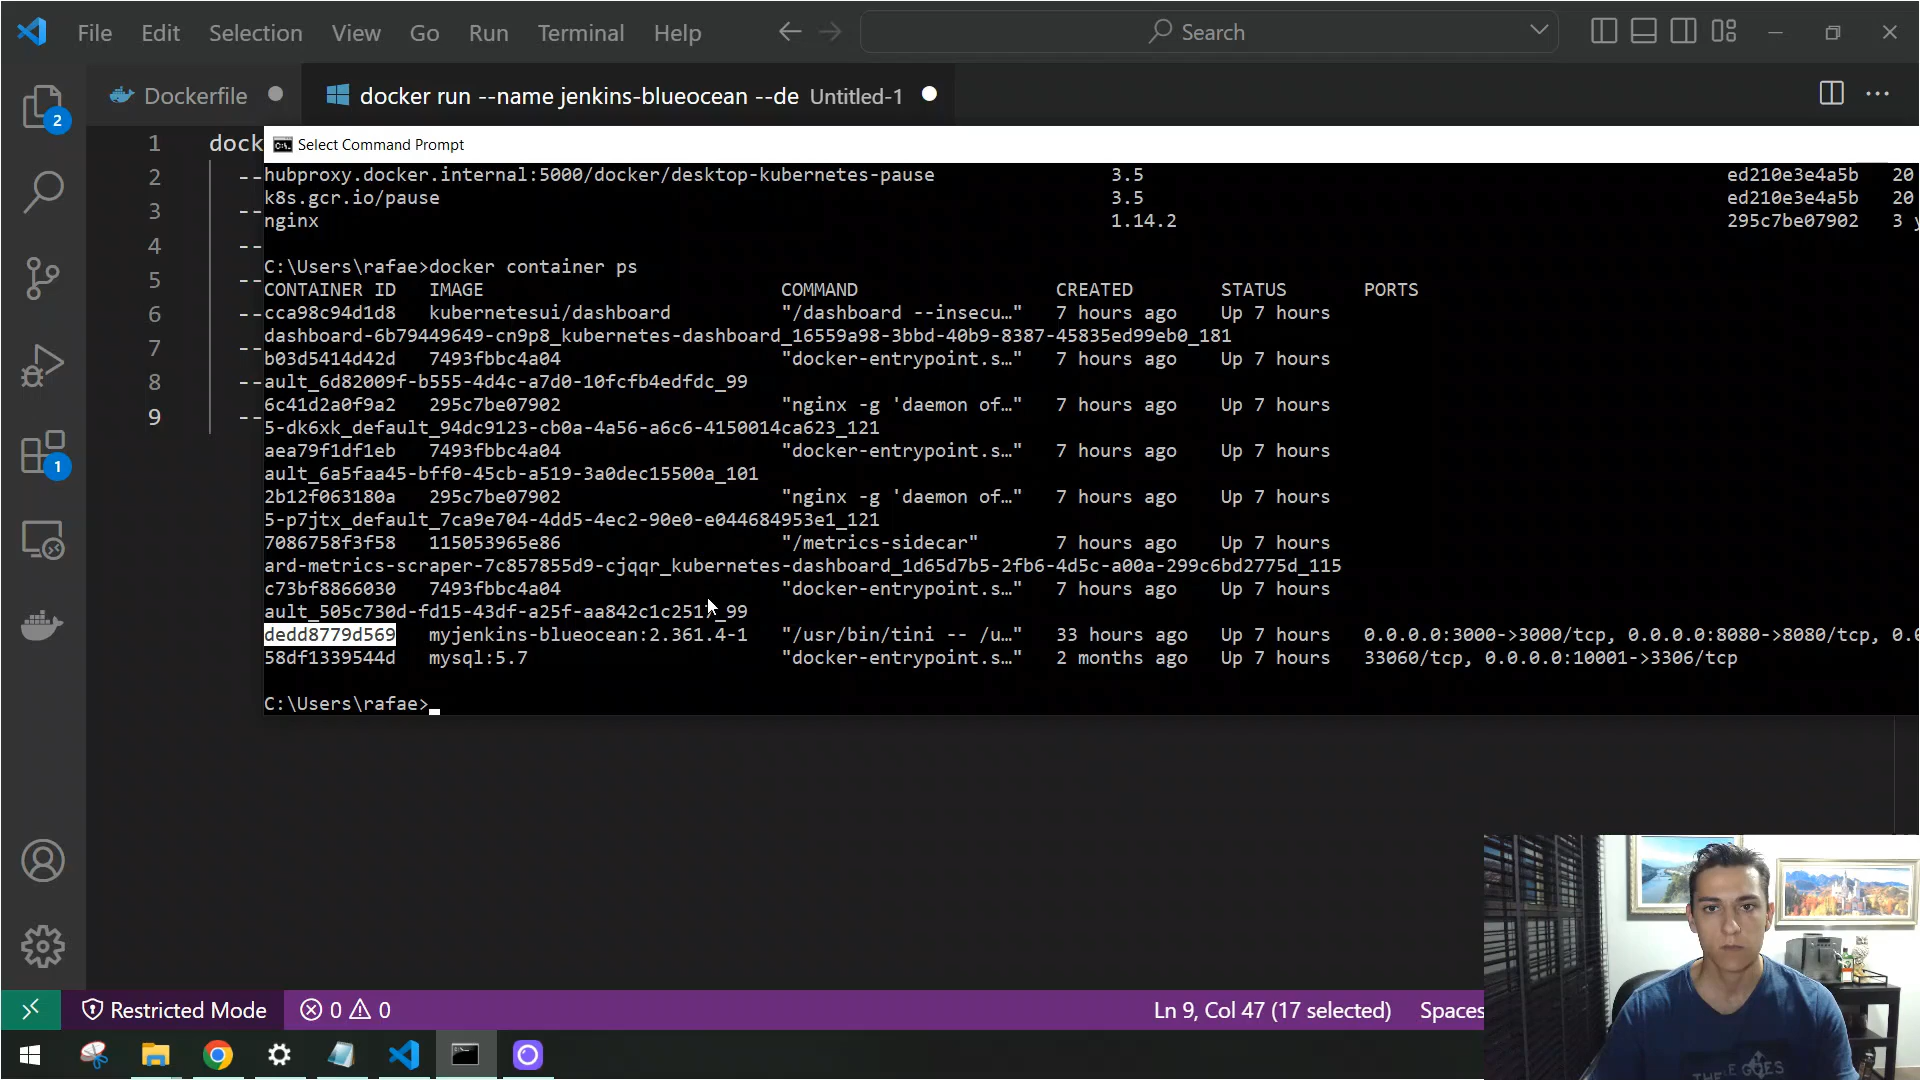 File Edit Selection View Go Run Terminal Help
Search
2
Dockerfile
docker run --name jenkins-blueocean --de Untitled-1
1 dock
Select Command Prompt
2 --
hubproxy.docker.internal:5000/docker/desktop-kubernetes-pause 3.5 ed210e3e4a5b 20
3 --
k8s.gcr.io/pause 3.5 ed210e3e4a5b 20
nginx 1.14.2 295c7be07902 3 y
4 --
C:\Users\rafae>docker container ps
5 --
CONTAINER ID IMAGE COMMAND CREATED STATUS PORTS
6 --
cca98c94d1d8 kubernetesui/dashboard "/dashboard --insecu…" 7 hours ago Up 7 hours
dashboard-6b79449649-cn9p8_kubernetes-dashboard_16559a98-3bbd-40b9-8387-45835ed99eb0_181
7 --
b03d5414d42d 7493fbbc4a04 "docker-entrypoint.s…" 7 hours ago Up 7 hours
8 --
ault_6d82009f-b555-4d4c-a7d0-10fcfb4edfdc_99
6c41d2a0f9a2 295c7be07902 "nginx -g 'daemon of…" 7 hours ago Up 7 hours
9 --
5-dk6xk_default_94dc9123-cb0a-4a56-a6c6-4150014ca623_121
aea79f1df1eb 7493fbbc4a04 "docker-entrypoint.s…" 7 hours ago Up 7 hours
1
ault_6a5faa45-bff0-45cb-a519-3a0dec15500a_101
2b12f063180a 295c7be07902 "nginx -g 'daemon of…" 7 hours ago Up 7 hours
5-p7jtx_default_7ca9e704-4dd5-4ec2-90e0-e044684953e1_121
7086758f3f58 115053965e86 "/metrics-sidecar" 7 hours ago Up 7 hours
ard-metrics-scraper-7c857855d9-cjqqr_kubernetes-dashboard_1d65d7b5-2fb6-4d5c-a00a-299c6bd2775d_115
c73bf8866030 7493fbbc4a04 "docker-entrypoint.s…" 7 hours ago Up 7 hours
ault_505c730d-fd15-43df-a25f-aa842c1c251 _99
dedd8779d569 myjenkins-blueocean:2.361.4-1 "/usr/bin/tini -- /u…" 33 hours ago Up 7 hours 0.0.0.0:3000->3000/tcp, 0.0.0.0:8080->8080/tcp, 0.0
58df1339544d mysql:5.7 "docker-entrypoint.s…" 2 months ago Up 7 hours 33060/tcp, 0.0.0.0:10001->3306/tcp
C:\Users\rafae>
Restricted Mode 0 0 Ln 9, Col 47 (17 selected) Spaces
GOES